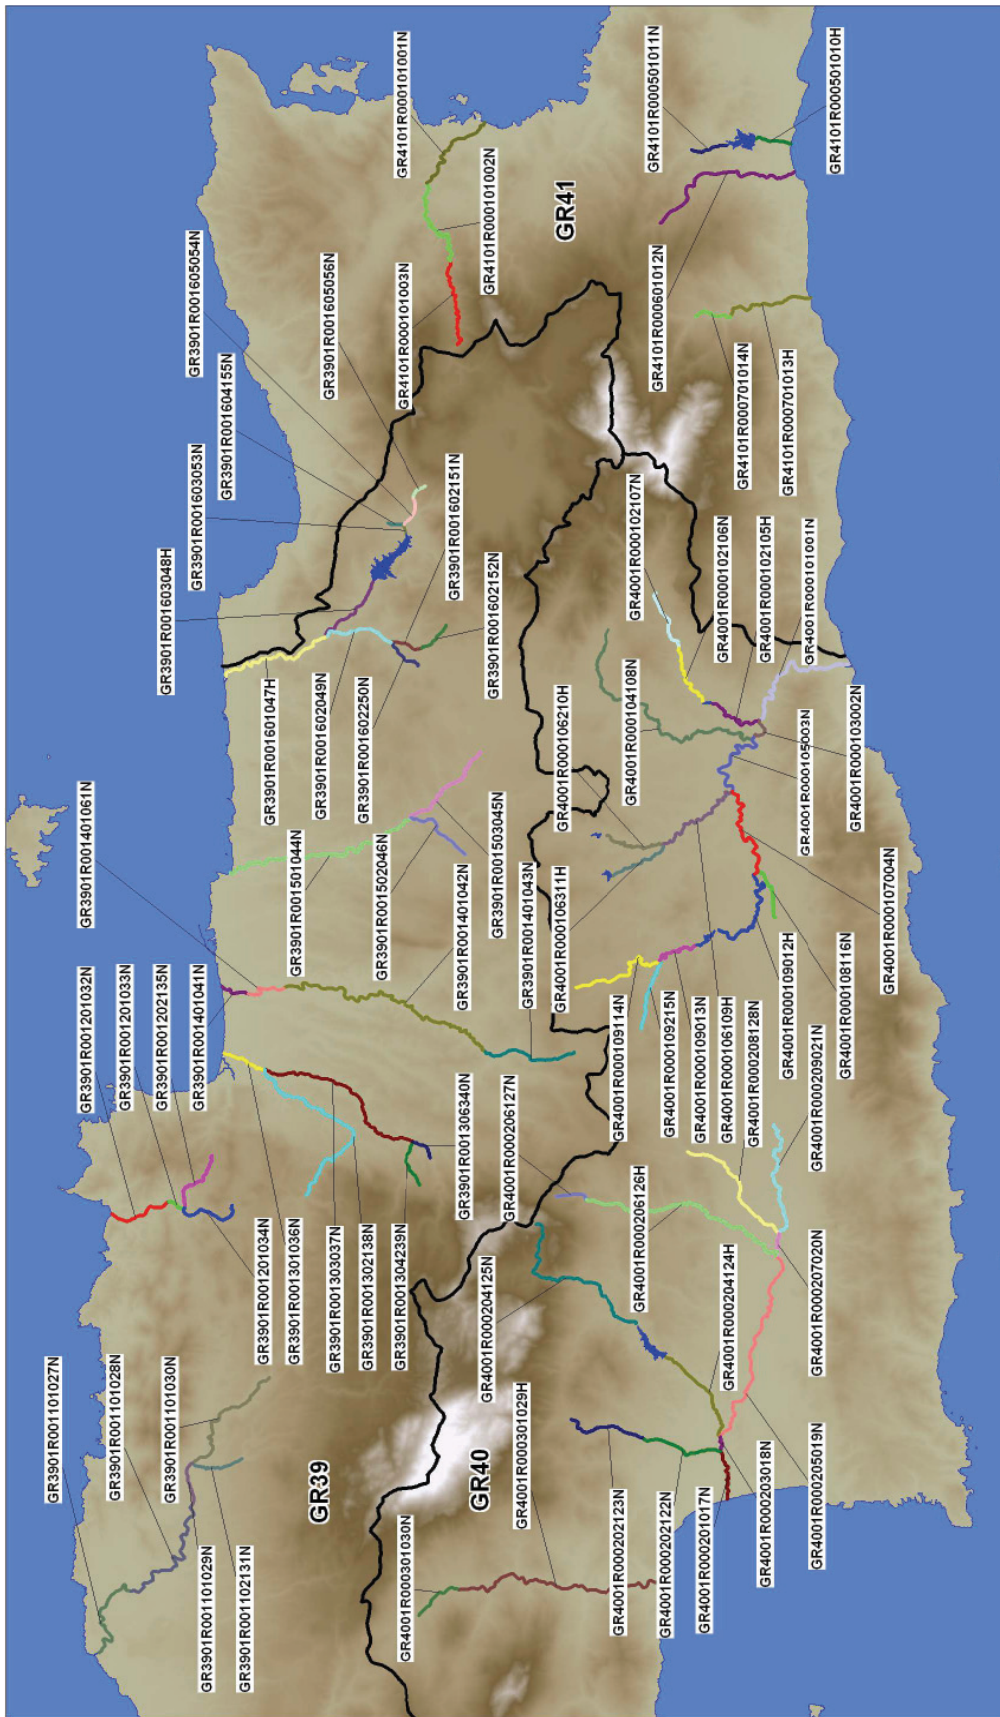 GR3901R001101027N
GR3901R001201032N
GR3901R001401061N
GR3901R001101028N
GR3901R001201033N
GR3901R001202135N
GR3901R001603048H
GR3901R001101030N
GR3901R001401041N
GR3901R001603053N
GR3901R001605054N
GR3901R001101029N
GR3901R001604155N
GR3901R001102131N
GR3901R001201034N
GR3901R001601047H
GR3901R001301036N
GR3901R001501044N
GR39
GR3901R001602049N
GR3901R001303037N
GR3901R001605056N
GR3901R001302138N
GR3901R001602250N
GR3901R001502046N
GR3901R001304239N
GR4101R000101003N
GR4101R000101001N
GR4001R000301030N
GR3901R001602151N
GR3901R001401042N
GR3901R001306340N
GR40
GR4001R000204125N
GR4101R000101002N
GR3901R001503045N
GR3901R001602152N
GR4001R000206127N
GR4001R000301029H
GR3901R001401043N
GR4001R000106311H
GR4001R000106210H
GR41
GR4001R000202123N
GR4001R000109114N
GR4001R000104108N
GR4001R000102107N
GR4001R000206126H
GR4101R000601012N
GR4101R000501011N
GR4001R000202122N
GR4001R000109215N
GR4001R000109013N
GR4001R000201017N
GR4001R000106109H
GR4001R000102106N
GR4001R000204124H
GR4101R000701014N
GR4001R000208128N
GR4001R000203018N
GR4001R000102105H
GR4001R000109012H
GR4101R000701013H
GR4001R000105003N
GR4001R000101001N
GR4001R000205019N
GR4001R000207020N
GR4001R000209021N
GR4101R000501010H
GR4001R000108116N
GR4001R000103002N
GR4001R000107004N